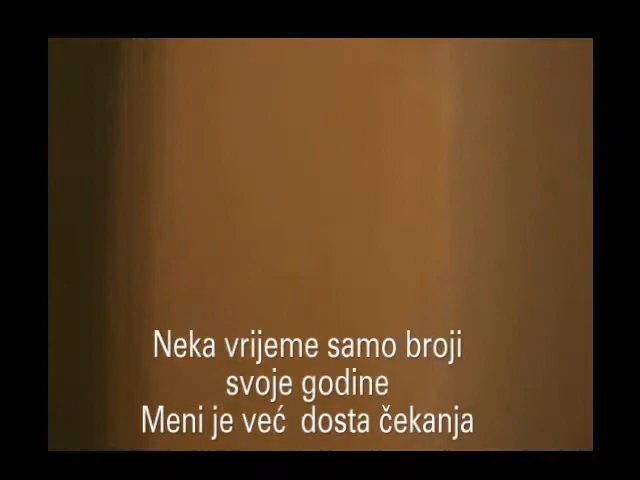 Neka vrijeme samo broji
svoje godine
Meni je već dosta čekanja